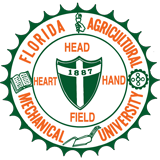 FLORIDA AGRICULTURAL
MECHANICAL UNIVERSITY
HEAD
HEART
1887
HAND
FIELD